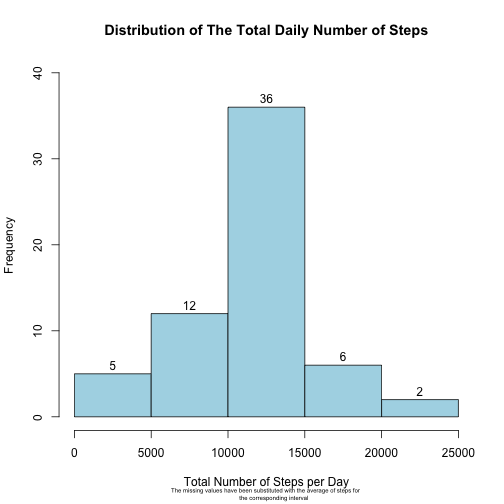 Distribution of The Total Daily Number of Steps
40
30
20
10
0
Frequency
5
12
36
6
2
0 5000 10000 15000 20000 25000
Total Number of Steps per Day
The missing values have been substituted with the average of steps for
the corresponding interval